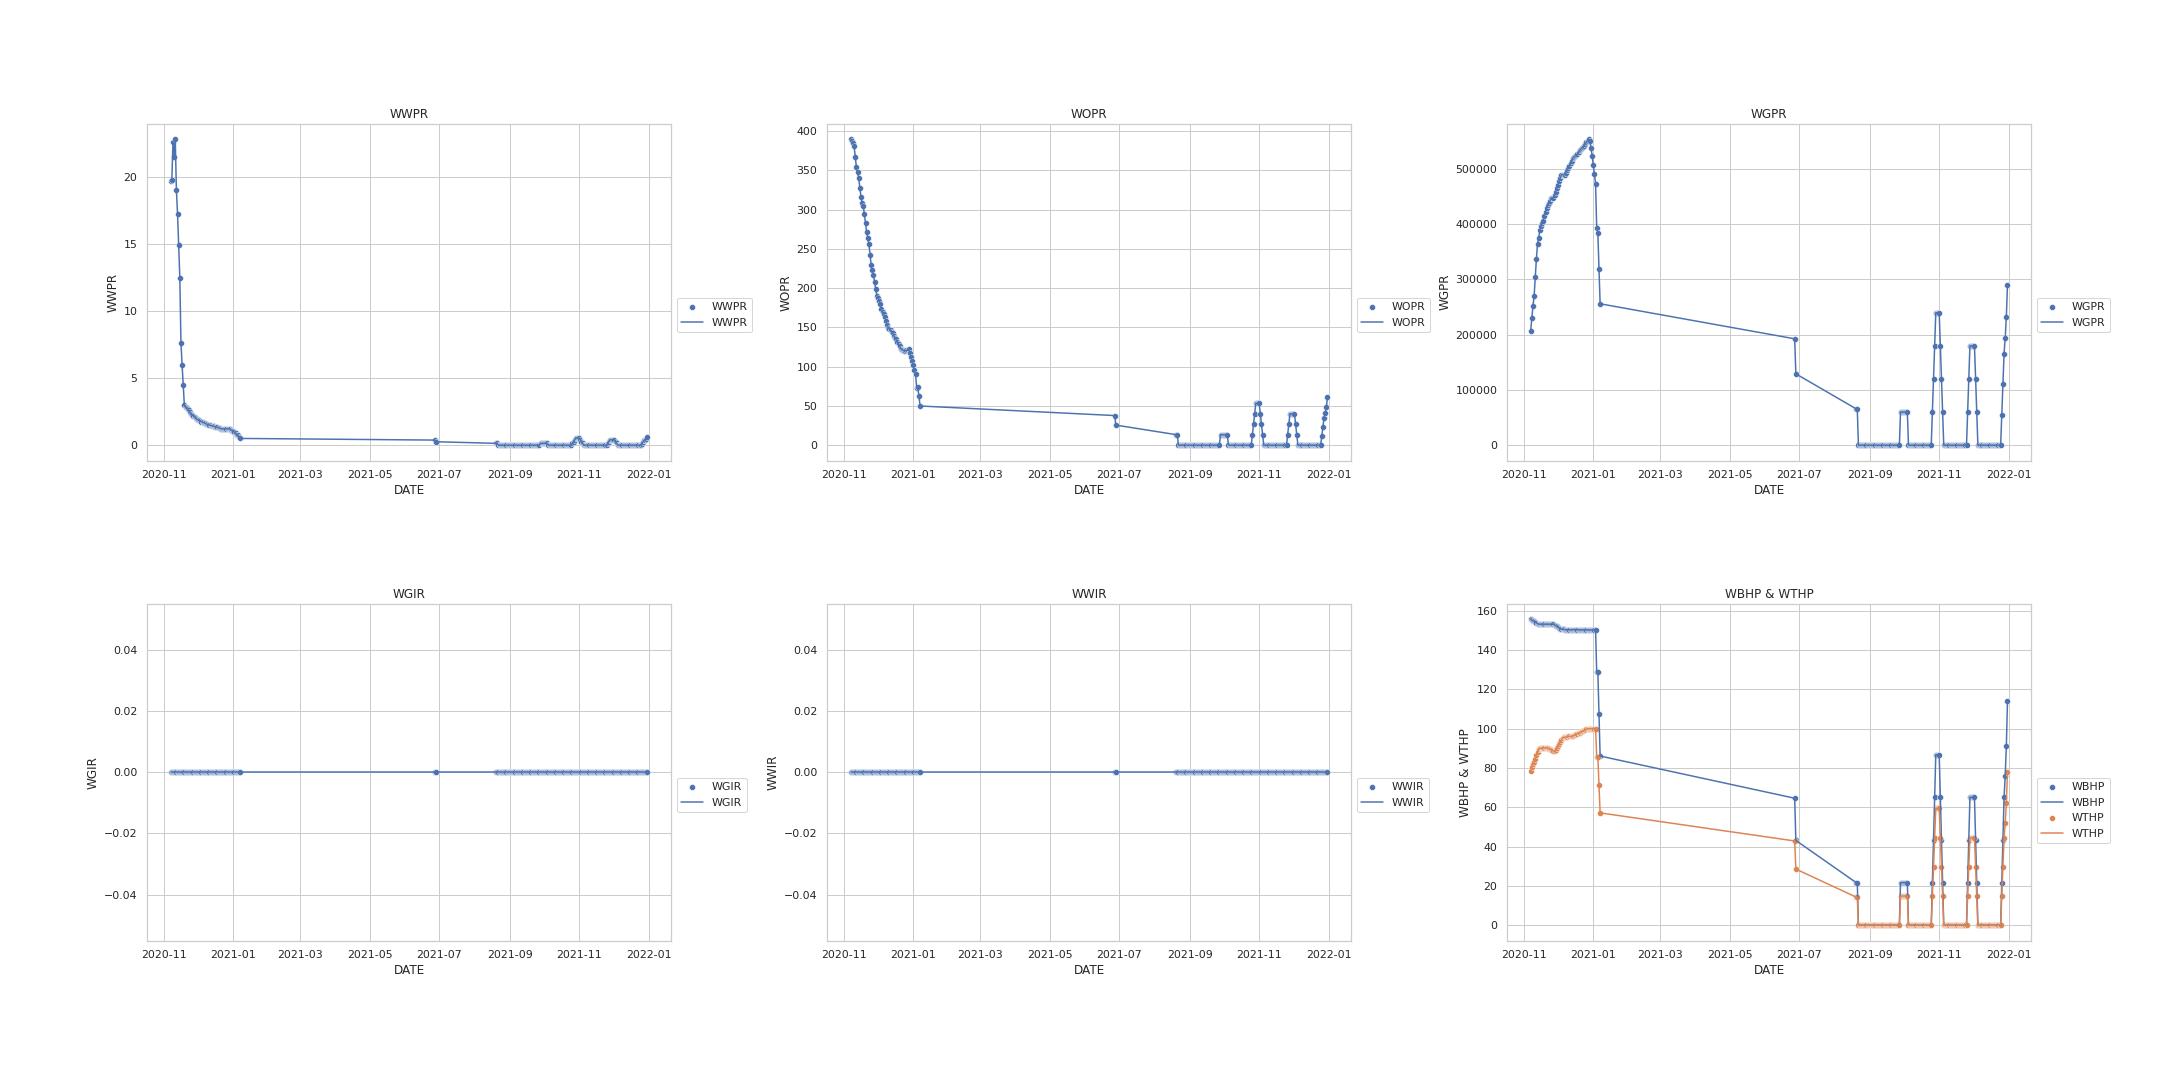 WWPR
WWPR
20
15
10
5
0
2020-11 2021-01 2021-03 2021-05 2021-07 2021-09 2021-11 2022-01
DATE
WWPR
WWPR
WOPR
WOPR
400
350
300
250
200
150
100
50
0
2020-11 2021-01 2021-03 2021-05 2021-07 2021-09 2021-11 2022-01
DATE
WOPR
WOPR
WGPR
WGPR
500000
400000
300000
200000
100000
0
2020-11 2021-01 2021-03 2021-05 2021-07 2021-09 2021-11 2022-01
DATE
WGPR
WGPR
WGIR
WGIR
0.04
0.02
0.00
−0.02
−0.04
2020-11 2021-01 2021-03 2021-05 2021-07 2021-09 2021-11 2022-01
DATE
WGIR
WGIR
WWIR
WWIR
0.04
0.02
0.00
−0.02
−0.04
2020-11 2021-01 2021-03 2021-05 2021-07 2021-09 2021-11 2022-01
DATE
WWIR
WWIR
WBHP & WTHP
WBHP & WTHP
160
140
120
100
80
60
40
20
0
2020-11 2021-01 2021-03 2021-05 2021-07 2021-09 2021-11 2022-01
DATE
WBHP
WBHP
WTHP
WTHP